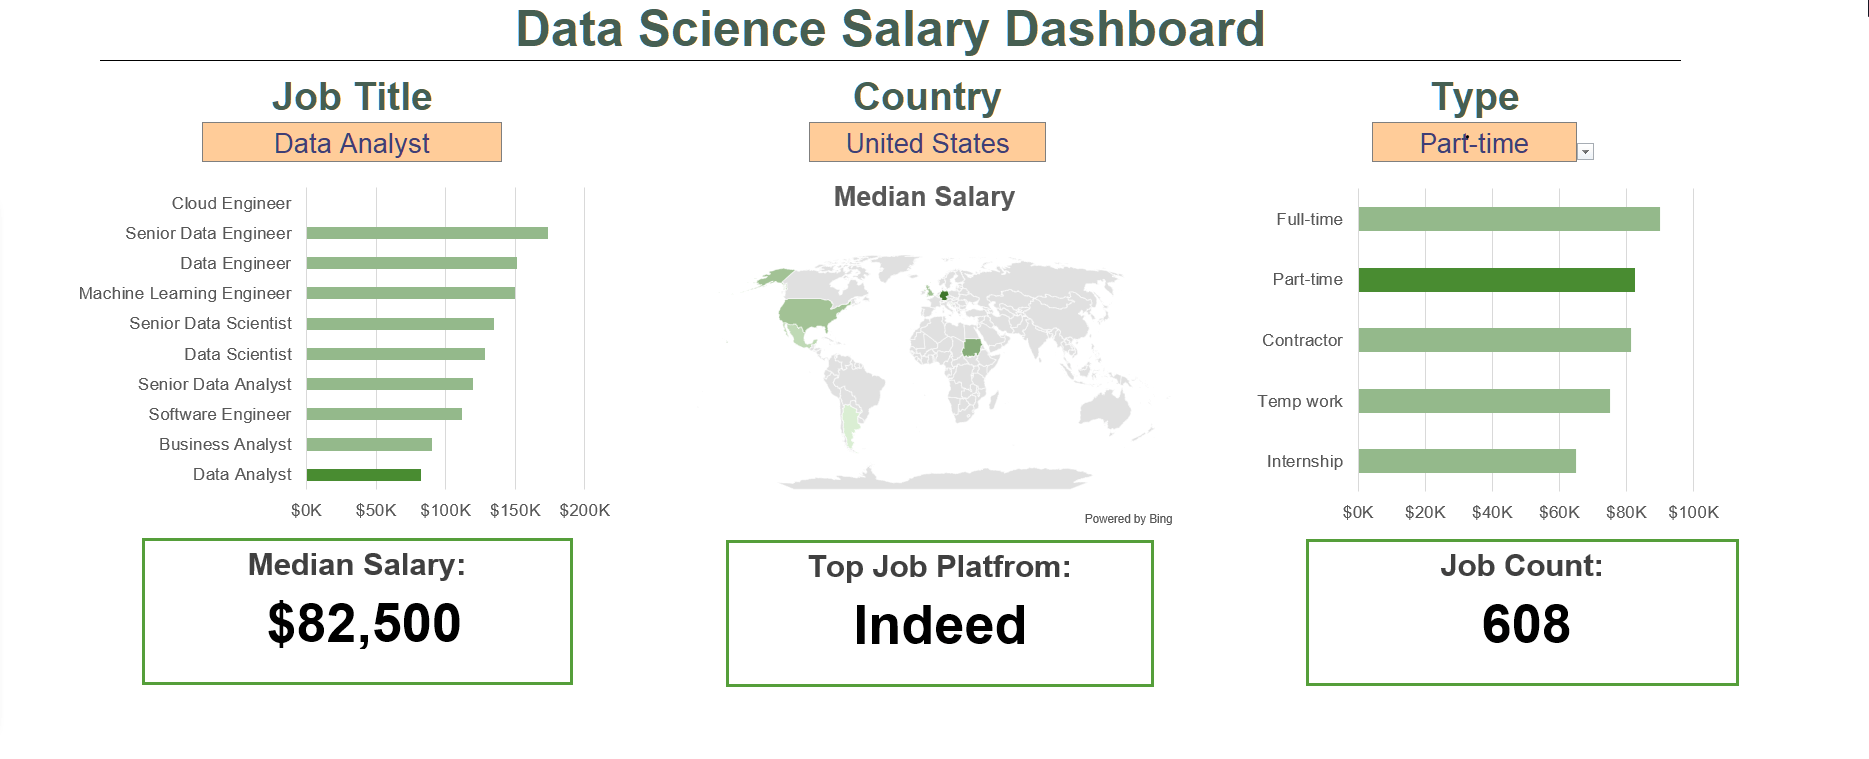 Data Science Salary Dashboard
Job Title
Data Analyst
Country
United States
Type
Part-time
Cloud Engineer
Senior Data Engineer
Data Engineer
Machine Learning Engineer
Senior Data Scientist
Data Scientist
Senior Data Analyst
Software Engineer
Business Analyst
Data Analyst
$0K $50K $100K $150K $200K
Median Salary
Powered by Bing
Full-time
Part-time
Contractor
Temp work
Internship
$0K $20K $40K $60K $80K $100K
Median Salary:
$82,500
Top Job Platfrom:
Indeed
Job Count:
608